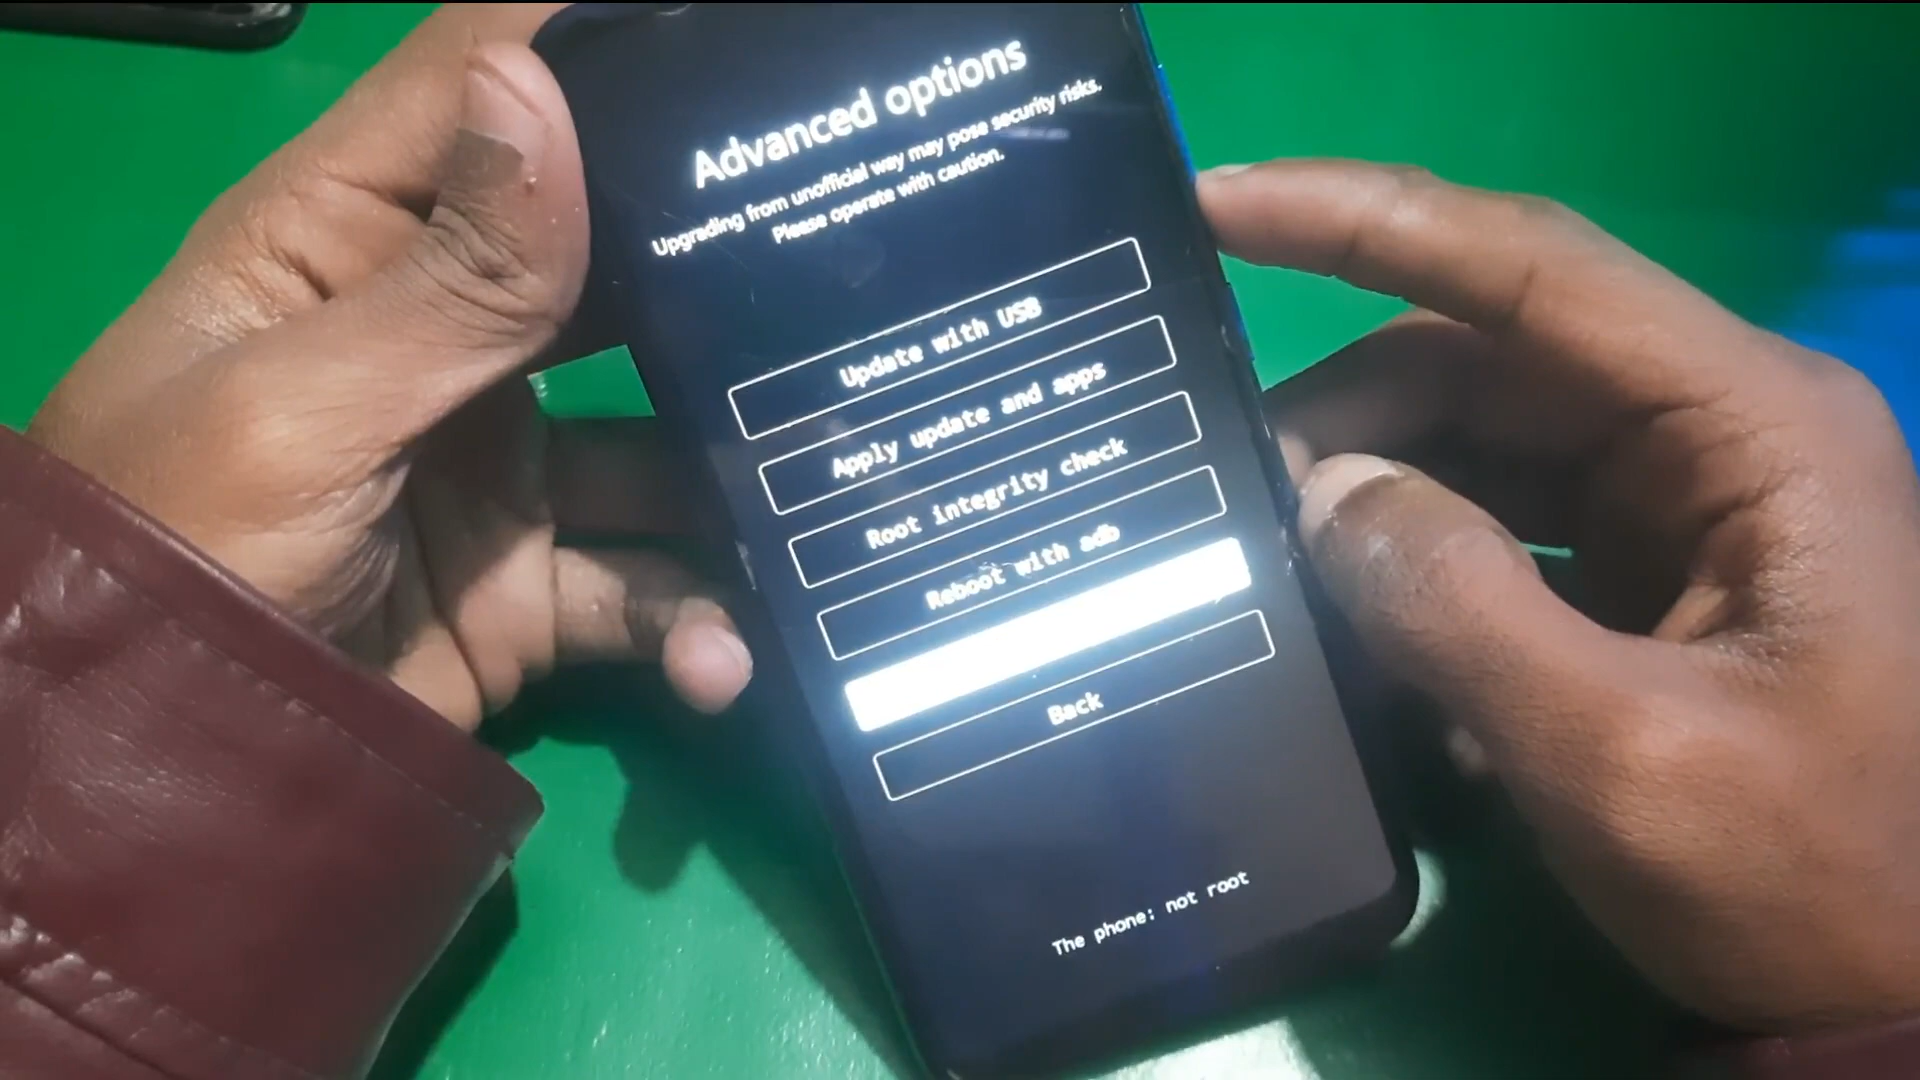 Advanced options
Upgrading from unofficial way may pose security risks.
Please operate with caution.
Update with USB
Apply update and apps
Root integrity check
Reboot with adb
Back
The phone: not root